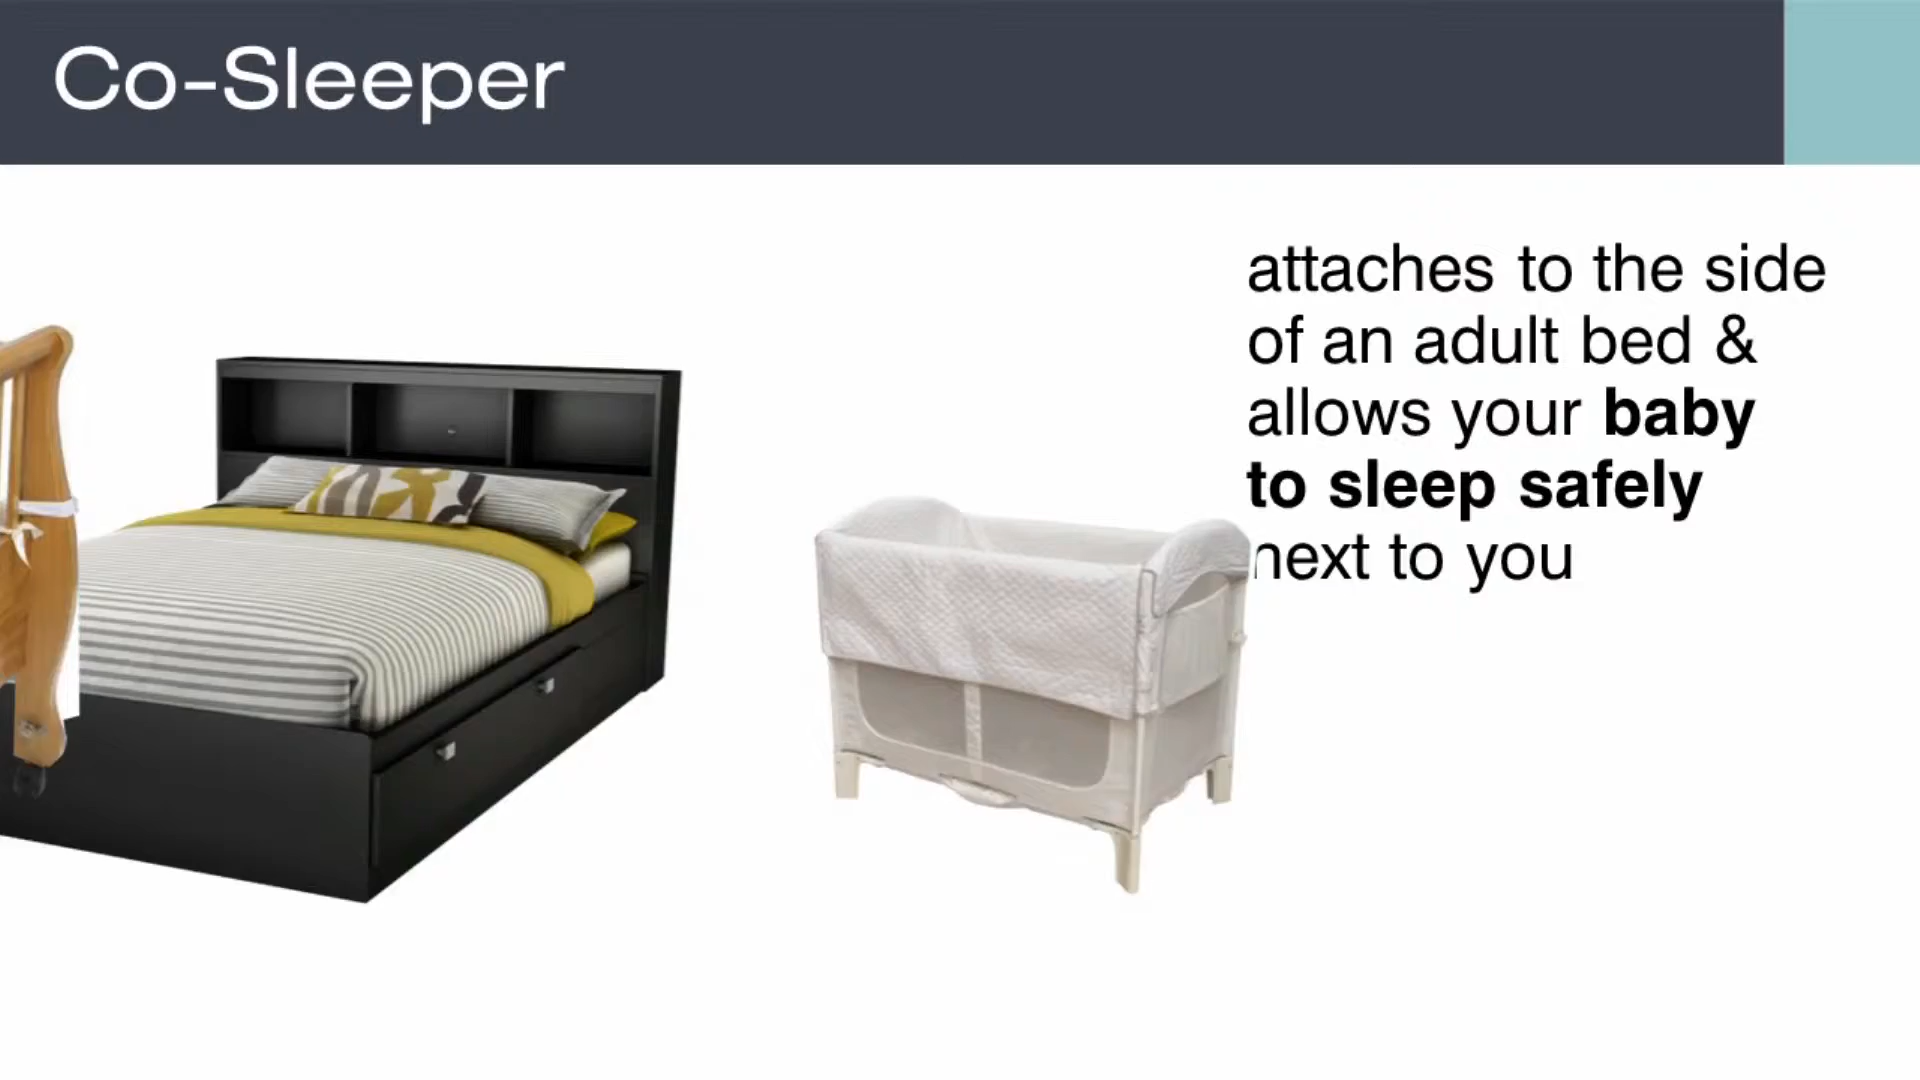 Co-Sleeper
attaches to the side
of an adult bed &
allows your baby
to sleep safely
next to you